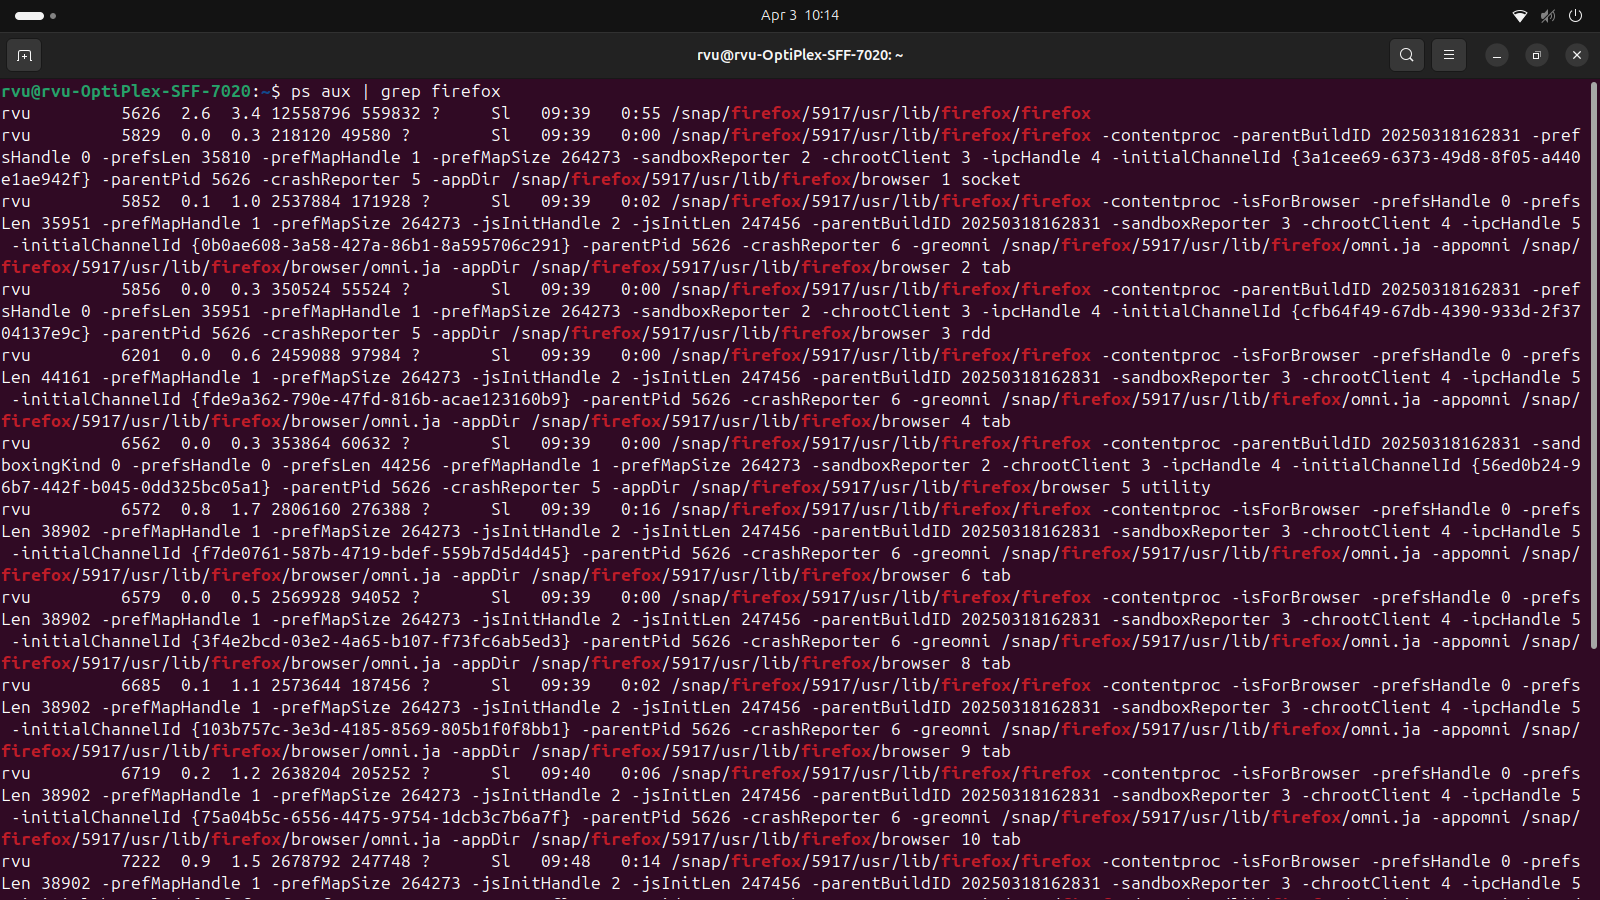 Apr 3 10:14
rvu@rvu-OptiPlex-SFF-7020: ~
rvu@rvu-OptiPlex-SFF-7020:~$ ps aux | grep firefox
rvu         5626  2.6  3.4 12558796 559832 ?     Sl   09:39   0:55 /snap/firefox/5917/usr/lib/firefox/firefox
rvu         5829  0.0  0.3 218120 49580 ?        Sl   09:39   0:00 /snap/firefox/5917/usr/lib/firefox/firefox -contentproc -parentBuildID 20250318162831 -pref
sHandle 0 -prefsLen 35810 -prefMapHandle 1 -prefMapSize 264273 -sandboxReporter 2 -chrootClient 3 -ipcHandle 4 -initialChannelId {3a1cee69-6373-49d8-8f05-a440
e1ae942f} -parentPid 5626 -crashReporter 5 -appDir /snap/firefox/5917/usr/lib/firefox/browser 1 socket
rvu         5852  0.1  1.0 2537884 171928 ?      Sl   09:39   0:02 /snap/firefox/5917/usr/lib/firefox/firefox -contentproc -isForBrowser -prefsHandle 0 -prefs
Len 35951 -prefMapHandle 1 -prefMapSize 264273 -jsInitHandle 2 -jsInitLen 247456 -parentBuildID 20250318162831 -sandboxReporter 3 -chrootClient 4 -ipcHandle 5
 -initialChannelId {0b0ae608-3a58-427a-86b1-8a595706c291} -parentPid 5626 -crashReporter 6 -greomni /snap/firefox/5917/usr/lib/firefox/omni.ja -appomni /snap/
firefox/5917/usr/lib/firefox/browser/omni.ja -appDir /snap/firefox/5917/usr/lib/firefox/browser 2 tab
rvu         5856  0.0  0.3 350524 55524 ?        Sl   09:39   0:00 /snap/firefox/5917/usr/lib/firefox/firefox -contentproc -parentBuildID 20250318162831 -pref
sHandle 0 -prefsLen 35951 -prefMapHandle 1 -prefMapSize 264273 -sandboxReporter 2 -chrootClient 3 -ipcHandle 4 -initialChannelId {cfb64f49-67db-4390-933d-2f37
04137e9c} -parentPid 5626 -crashReporter 5 -appDir /snap/firefox/5917/usr/lib/firefox/browser 3 rdd
rvu         6201  0.0  0.6 2459088 97984 ?       Sl   09:39   0:00 /snap/firefox/5917/usr/lib/firefox/firefox -contentproc -isForBrowser -prefsHandle 0 -prefs
Len 44161 -prefMapHandle 1 -prefMapSize 264273 -jsInitHandle 2 -jsInitLen 247456 -parentBuildID 20250318162831 -sandboxReporter 3 -chrootClient 4 -ipcHandle 5
 -initialChannelId {fde9a362-790e-47fd-816b-acae123160b9} -parentPid 5626 -crashReporter 6 -greomni /snap/firefox/5917/usr/lib/firefox/omni.ja -appomni /snap/
firefox/5917/usr/lib/firefox/browser/omni.ja -appDir /snap/firefox/5917/usr/lib/firefox/browser 4 tab
rvu         6562  0.0  0.3 353864 60632 ?        Sl   09:39   0:00 /snap/firefox/5917/usr/lib/firefox/firefox -contentproc -parentBuildID 20250318162831 -sand
boxingKind 0 -prefsHandle 0 -prefsLen 44256 -prefMapHandle 1 -prefMapSize 264273 -sandboxReporter 2 -chrootClient 3 -ipcHandle 4 -initialChannelId {56ed0b24-9
6b7-442f-b045-0dd325bc05a1} -parentPid 5626 -crashReporter 5 -appDir /snap/firefox/5917/usr/lib/firefox/browser 5 utility
rvu         6572  0.8  1.7 2806160 276388 ?      Sl   09:39   0:16 /snap/firefox/5917/usr/lib/firefox/firefox -contentproc -isForBrowser -prefsHandle 0 -prefs
Len 38902 -prefMapHandle 1 -prefMapSize 264273 -jsInitHandle 2 -jsInitLen 247456 -parentBuildID 20250318162831 -sandboxReporter 3 -chrootClient 4 -ipcHandle 5
 -initialChannelId {f7de0761-587b-4719-bdef-559b7d5d4d45} -parentPid 5626 -crashReporter 6 -greomni /snap/firefox/5917/usr/lib/firefox/omni.ja -appomni /snap/
firefox/5917/usr/lib/firefox/browser/omni.ja -appDir /snap/firefox/5917/usr/lib/firefox/browser 6 tab
rvu         6579  0.0  0.5 2569928 94052 ?       Sl   09:39   0:00 /snap/firefox/5917/usr/lib/firefox/firefox -contentproc -isForBrowser -prefsHandle 0 -prefs
Len 38902 -prefMapHandle 1 -prefMapSize 264273 -jsInitHandle 2 -jsInitLen 247456 -parentBuildID 20250318162831 -sandboxReporter 3 -chrootClient 4 -ipcHandle 5
 -initialChannelId {3f4e2bcd-03e2-4a65-b107-f73fc6ab5ed3} -parentPid 5626 -crashReporter 6 -greomni /snap/firefox/5917/usr/lib/firefox/omni.ja -appomni /snap/
firefox/5917/usr/lib/firefox/browser/omni.ja -appDir /snap/firefox/5917/usr/lib/firefox/browser 8 tab
rvu         6685  0.1  1.1 2573644 187456 ?      Sl   09:39   0:02 /snap/firefox/5917/usr/lib/firefox/firefox -contentproc -isForBrowser -prefsHandle 0 -prefs
Len 38902 -prefMapHandle 1 -prefMapSize 264273 -jsInitHandle 2 -jsInitLen 247456 -parentBuildID 20250318162831 -sandboxReporter 3 -chrootClient 4 -ipcHandle 5
 -initialChannelId {103b757c-3e3d-4185-8569-805b1f0f8bb1} -parentPid 5626 -crashReporter 6 -greomni /snap/firefox/5917/usr/lib/firefox/omni.ja -appomni /snap/
firefox/5917/usr/lib/firefox/browser/omni.ja -appDir /snap/firefox/5917/usr/lib/firefox/browser 9 tab
rvu         6719  0.2  1.2 2638204 205252 ?      Sl   09:40   0:06 /snap/firefox/5917/usr/lib/firefox/firefox -contentproc -isForBrowser -prefsHandle 0 -prefs
Len 38902 -prefMapHandle 1 -prefMapSize 264273 -jsInitHandle 2 -jsInitLen 247456 -parentBuildID 20250318162831 -sandboxReporter 3 -chrootClient 4 -ipcHandle 5
 -initialChannelId {75a04b5c-6556-4475-9754-1dcb3c7b6a7f} -parentPid 5626 -crashReporter 6 -greomni /snap/firefox/5917/usr/lib/firefox/omni.ja -appomni /snap/
firefox/5917/usr/lib/firefox/browser/omni.ja -appDir /snap/firefox/5917/usr/lib/firefox/browser 10 tab
rvu         7222  0.9  1.5 2678792 247748 ?      Sl   09:48   0:14 /snap/firefox/5917/usr/lib/firefox/firefox -contentproc -isForBrowser -prefsHandle 0 -prefs
Len 38902 -prefMapHandle 1 -prefMapSize 264273 -jsInitHandle 2 -jsInitLen 247456 -parentBuildID 20250318162831 -sandboxReporter 3 -chrootClient 4 -ipcHandle 5